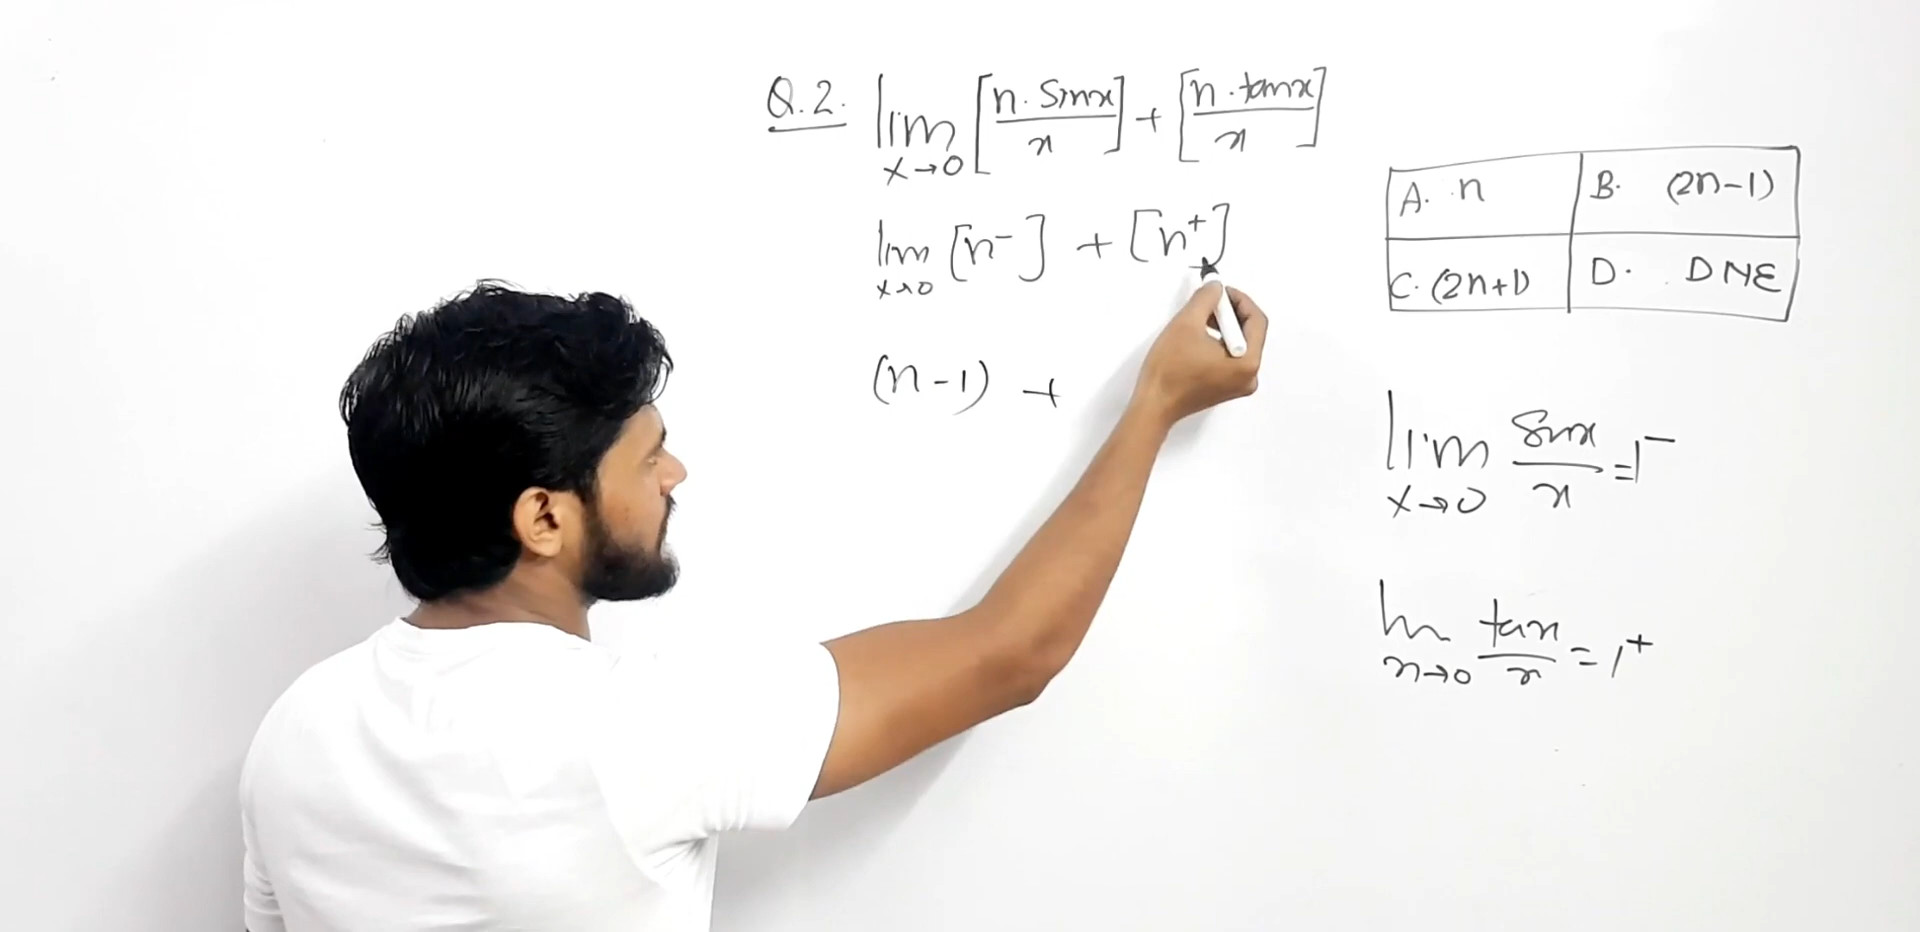 Q.2. lim x→0 [n·sinx/x] + [n·tanx/x]
lim x→0 [n⁻] + [n⁺]
(n-1) +
A. n B. (2n-1)
C. (2n+1) D. DNE
lim x→0 sinx/x = 1⁻
lim x→0 tanx/x = 1⁺